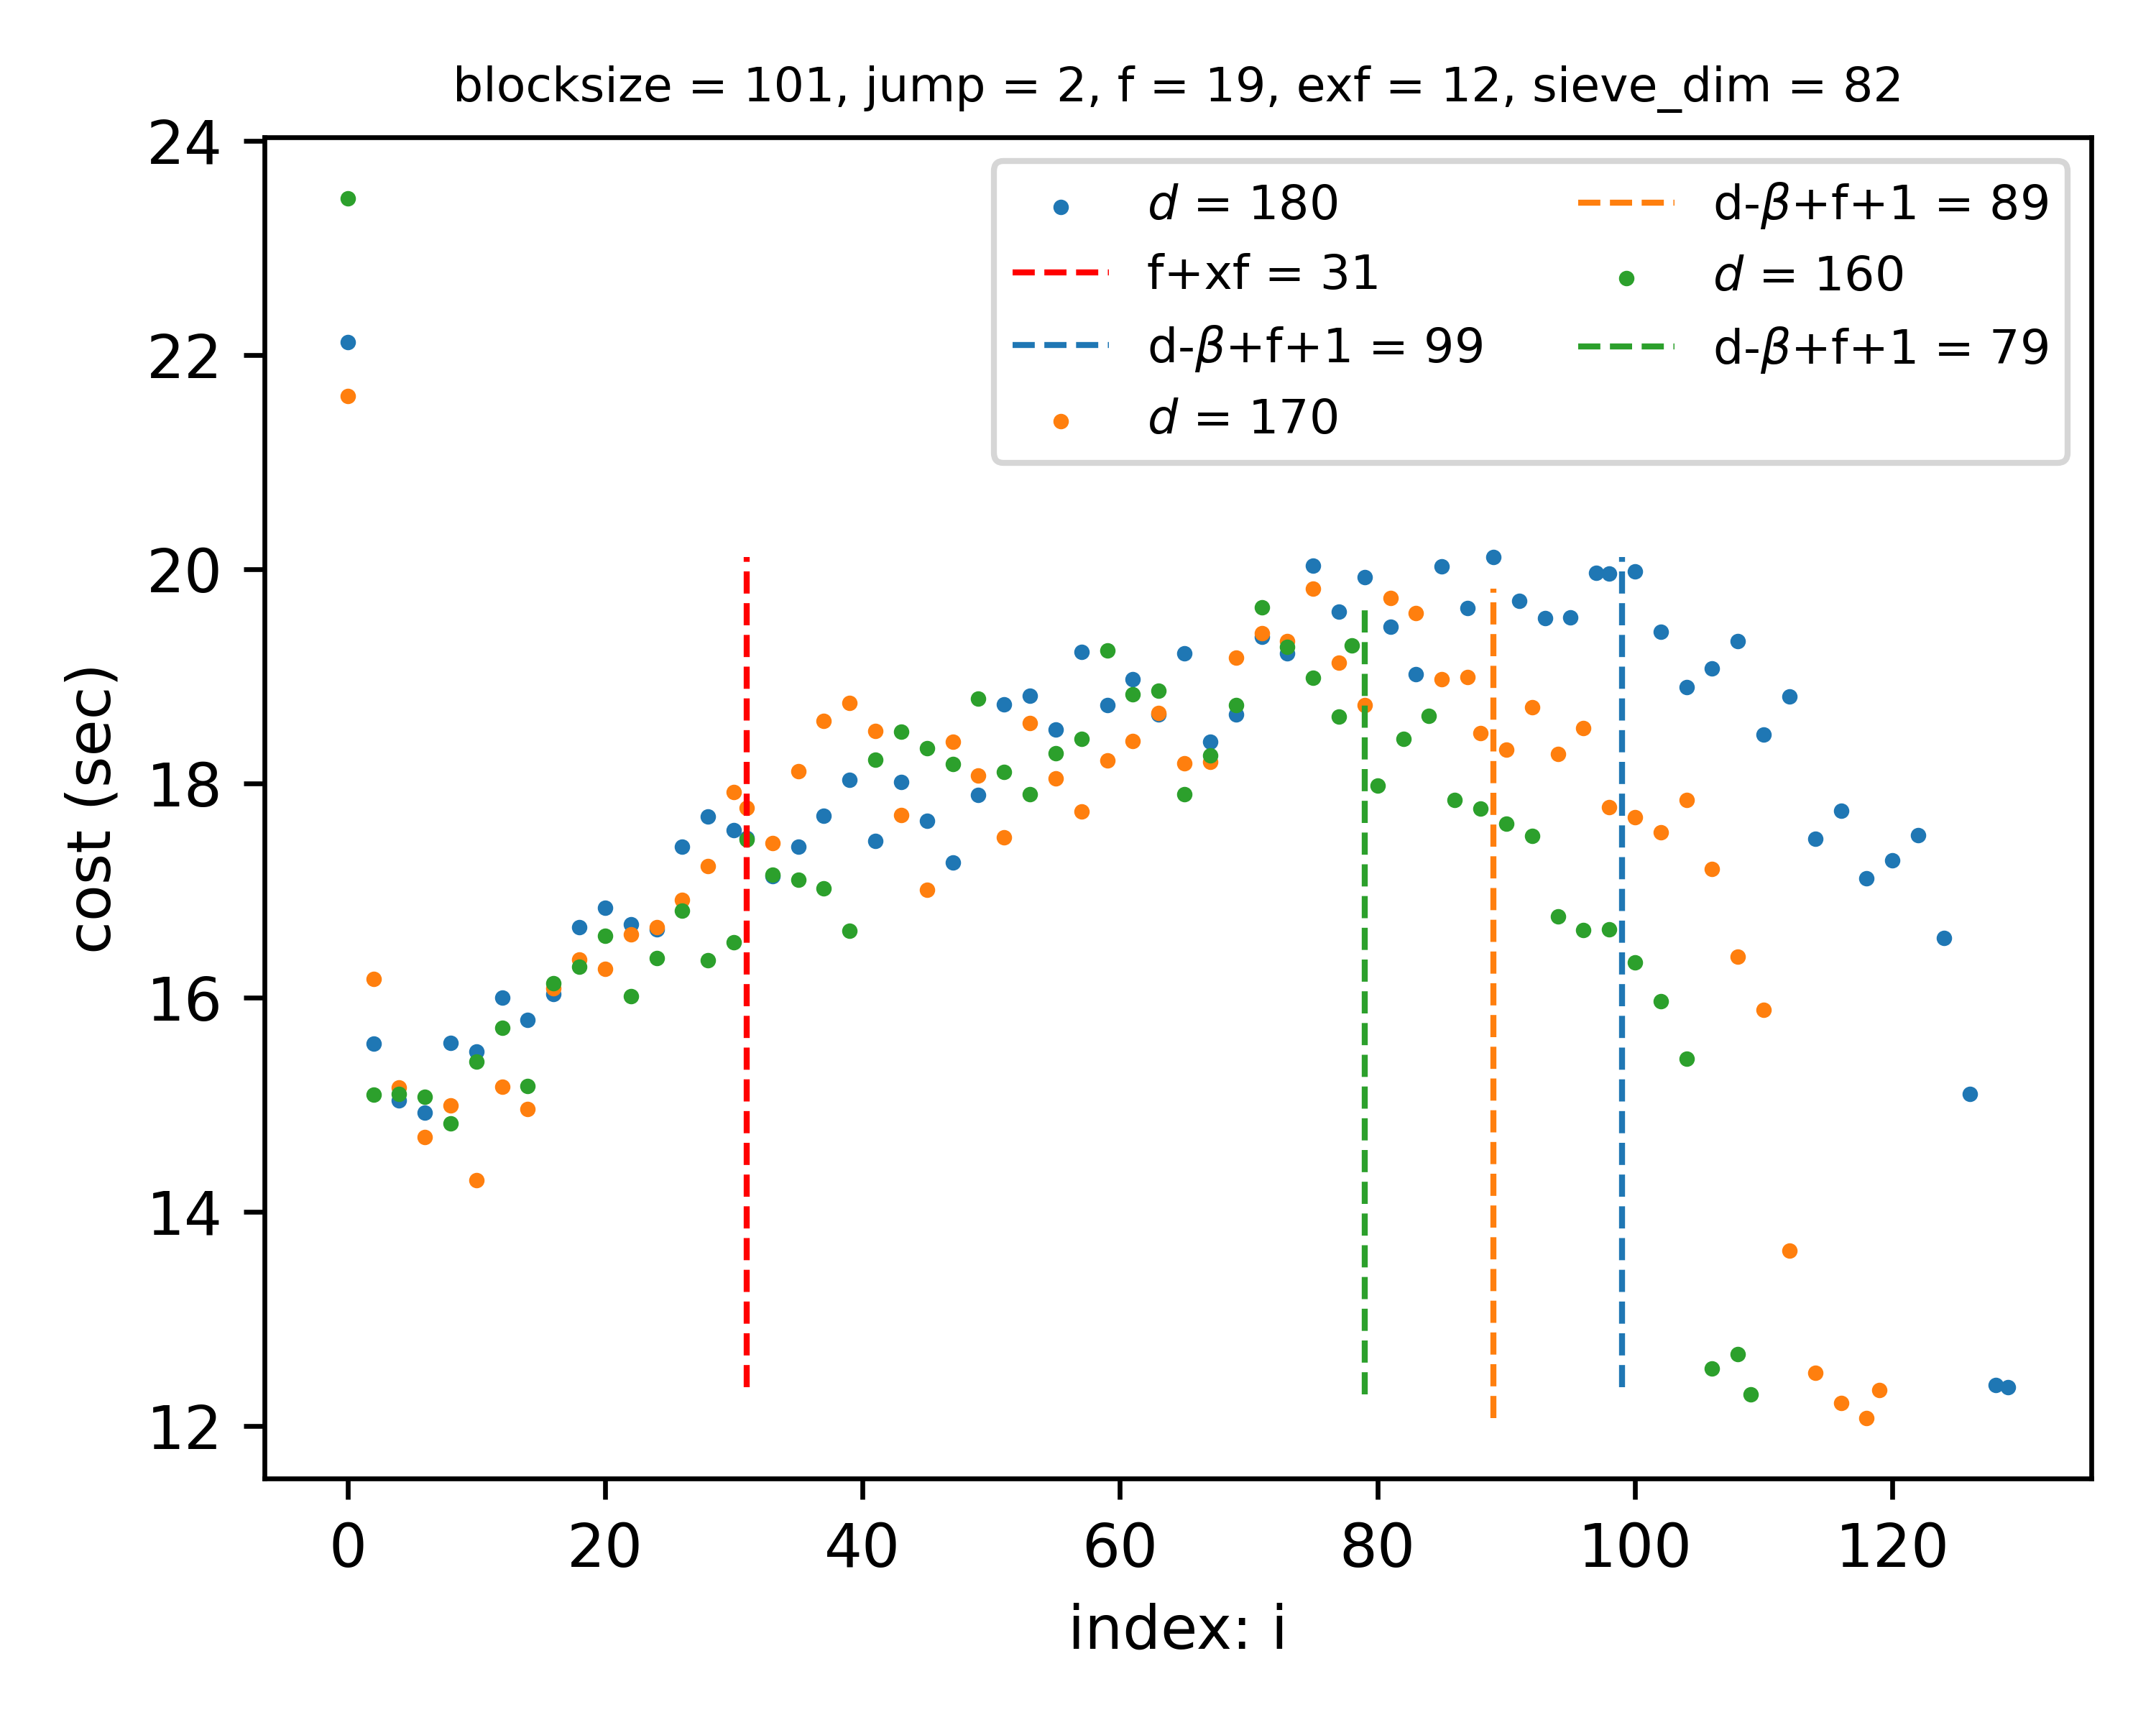 blocksize = 101, jump = 2, f = 19, exf = 12, sieve_dim = 82
24
22
20
18
16
14
12
cost (sec)
d = 180
f+xf = 31
d-β+f+1 = 99
d = 170
d-β+f+1 = 89
d = 160
d-β+f+1 = 79
0 20 40 60 80 100 120
index: i